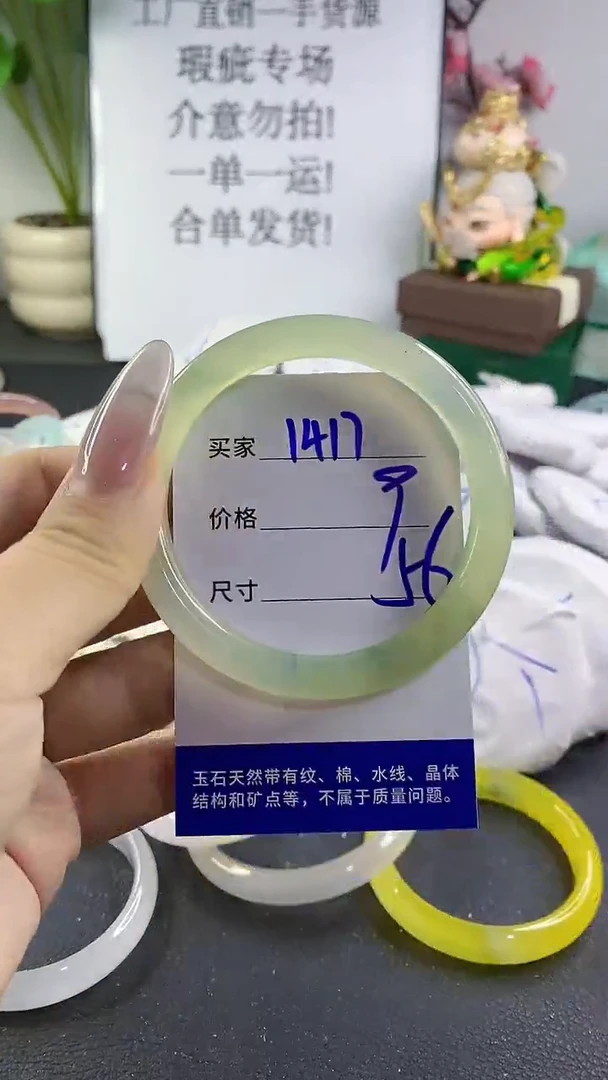 工厂直销一手货源
瑕疵专场
介意勿拍!
一单一运!
合单发货!
买家 1417
价格 9
尺寸 56
玉石天然带有纹、棉、水线、晶体
结构和矿点等，不属于质量问题。